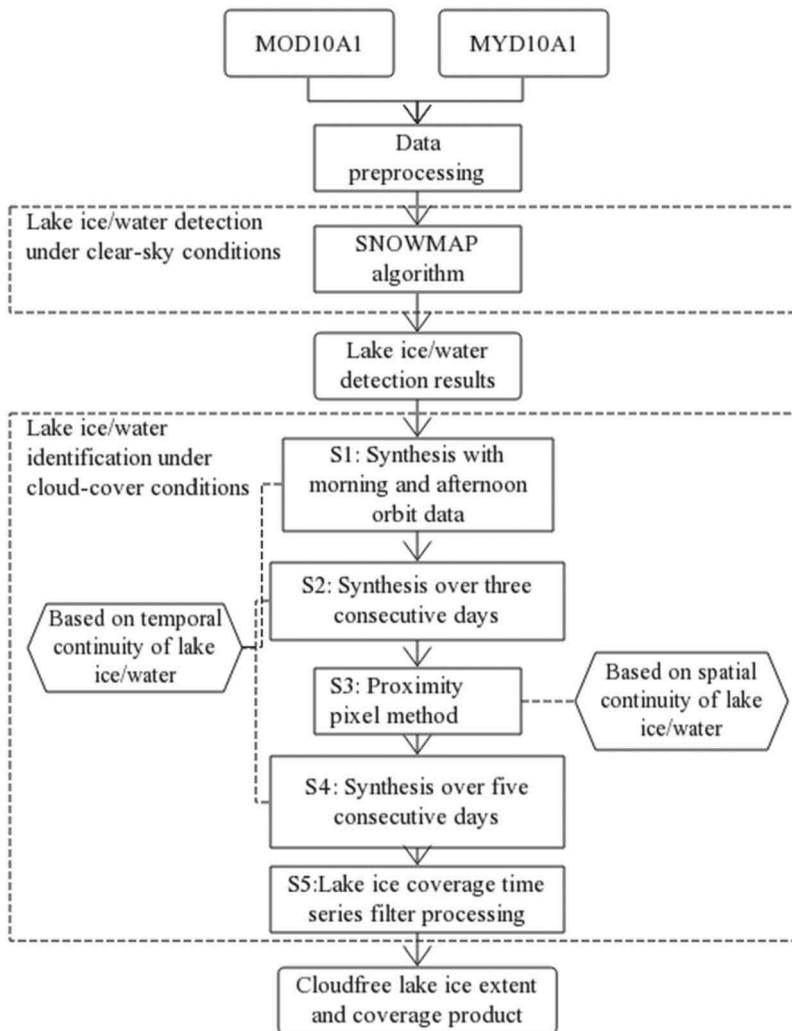 MOD10A1
MYD10A1
Data
preprocessing
Lake ice/water detection
under clear-sky conditions
SNOWMAP
algorithm
Lake ice/water
detection results
Lake ice/water
identification under
cloud-cover conditions
S1: Synthesis with
morning and afternoon
orbit data
S2: Synthesis over three
consecutive days
Based on temporal
continuity of lake
ice/water
S3: Proximity
pixel method
Based on spatial
continuity of lake
ice/water
S4: Synthesis over five
consecutive days
S5:Lake ice coverage time
series filter processing
Cloudfree lake ice extent
and coverage product